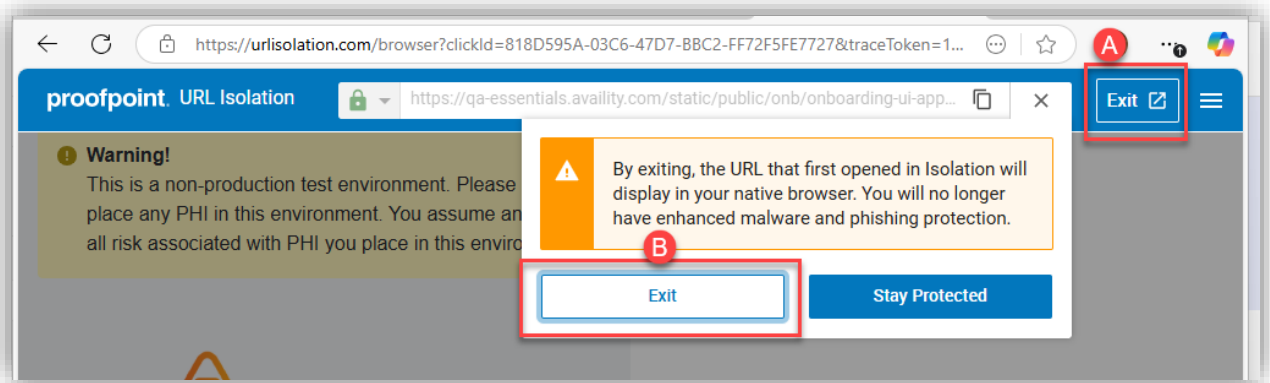 https://urlisolation.com/browser?clickId=818D595A-03C6-47D7-BBC2-FF72F5FE7727&traceToken=1...
A
proofpoint. URL Isolation
https://qa-essentials.availity.com/static/public/onb/onboarding-ui-app...
Exit
Warning!
This is a non-production test environment. Please
place any PHI in this environment. You assume an
all risk associated with PHI you place in this enviro
By exiting, the URL that first opened in Isolation will
display in your native browser. You will no longer
have enhanced malware and phishing protection.
B
Exit
Stay Protected